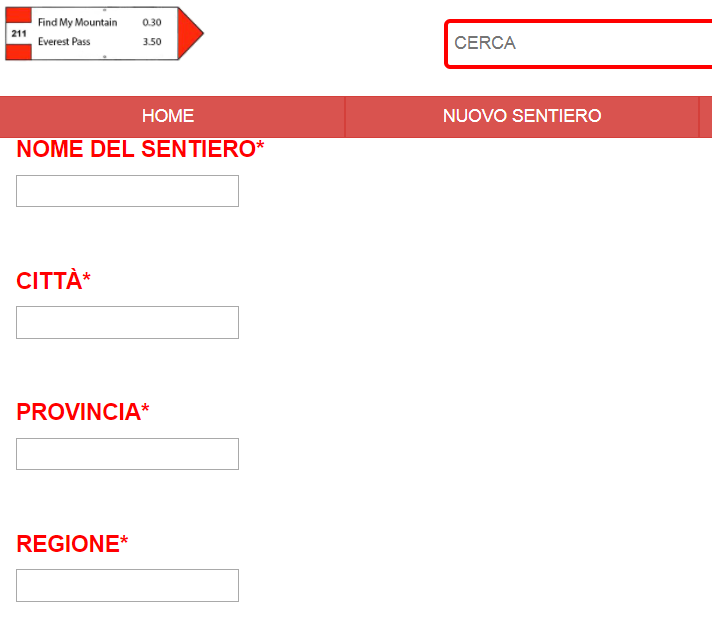 Find My Mountain 0.30
211
Everest Pass 3.50
CERCA
HOME NUOVO SENTIERO
NOME DEL SENTIERO*
CITTÀ*
PROVINCIA*
REGIONE*